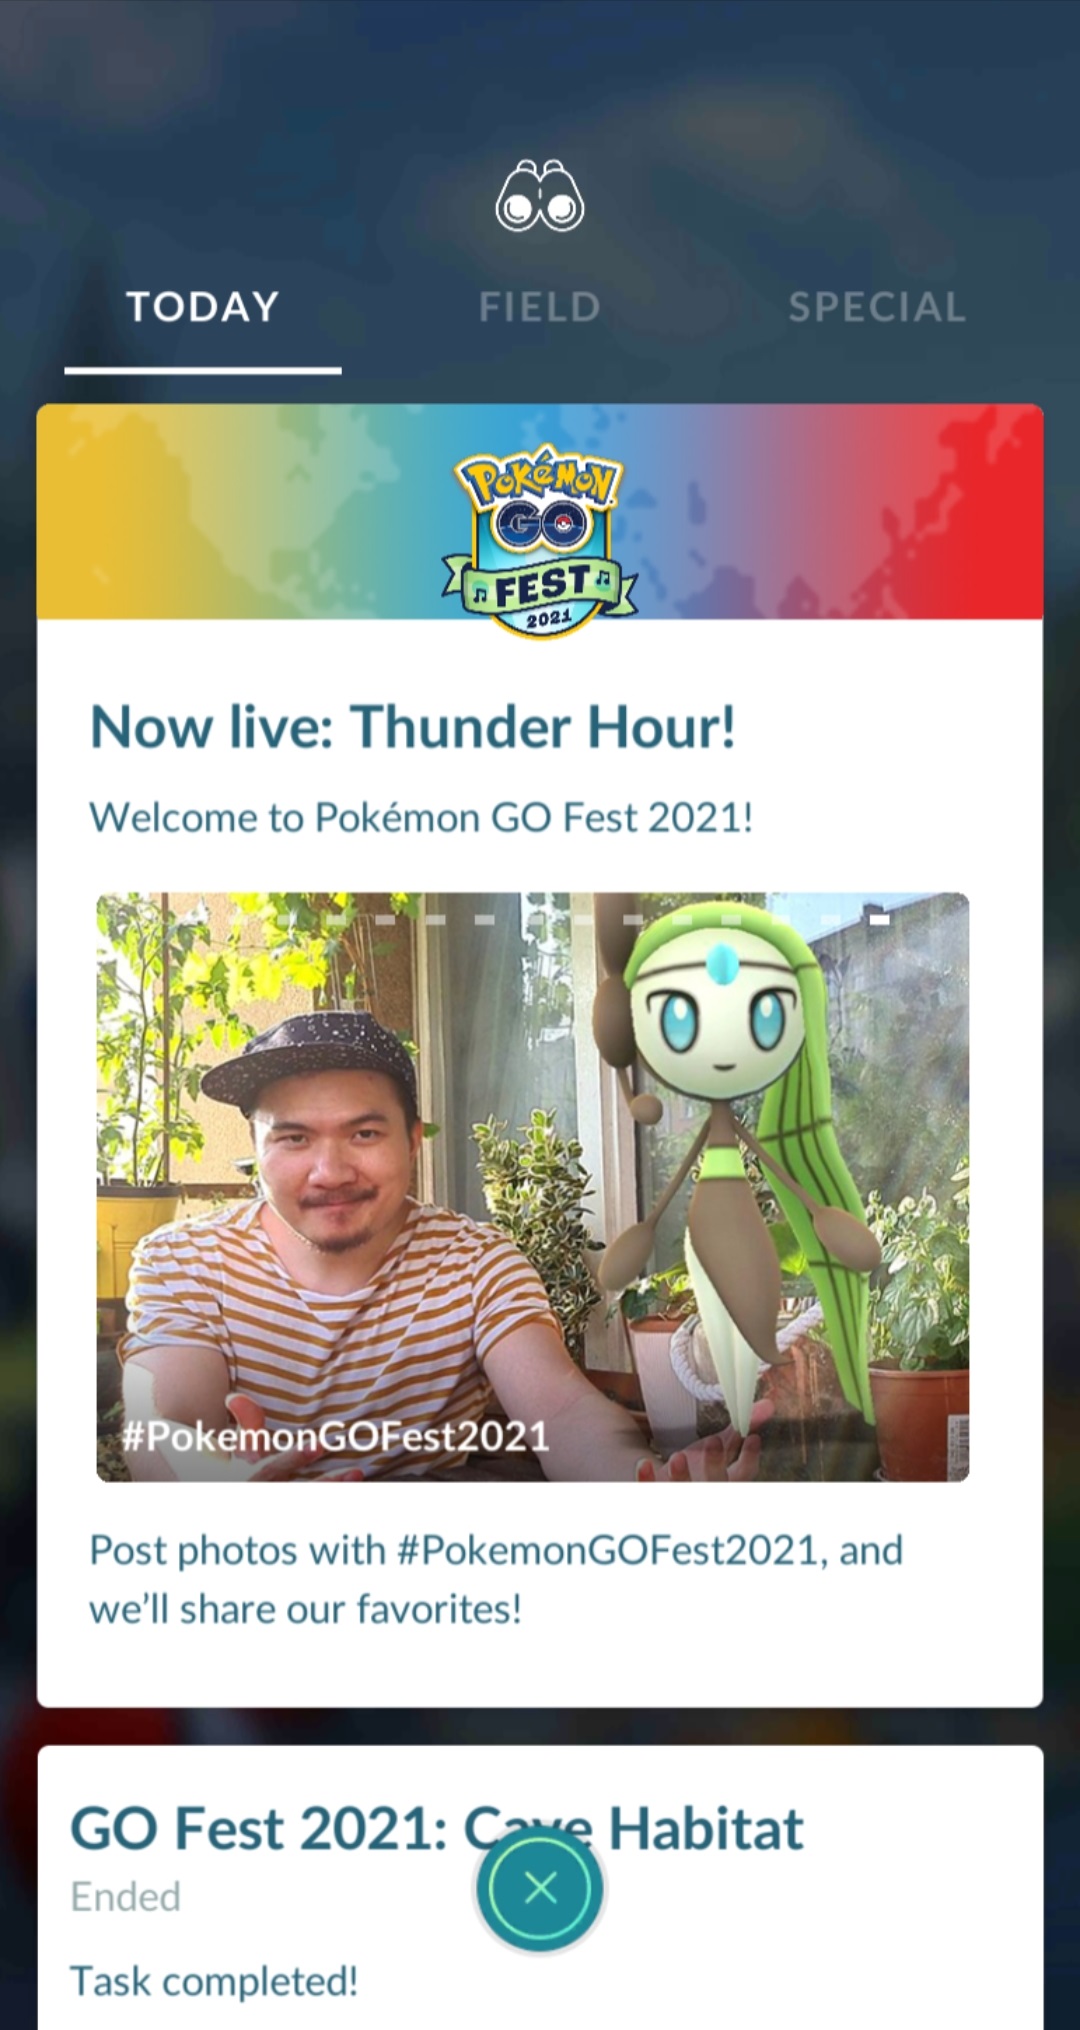 TODAY
FIELD
SPECIAL
POKÉMON
GO
FEST
2021
Now live: Thunder Hour!
Welcome to Pokémon GO Fest 2021!
#PokemonGOFest2021
Post photos with #PokemonGOFest2021, and
we’ll share our favorites!
GO Fest 2021: Cave Habitat
Ended
Task completed!